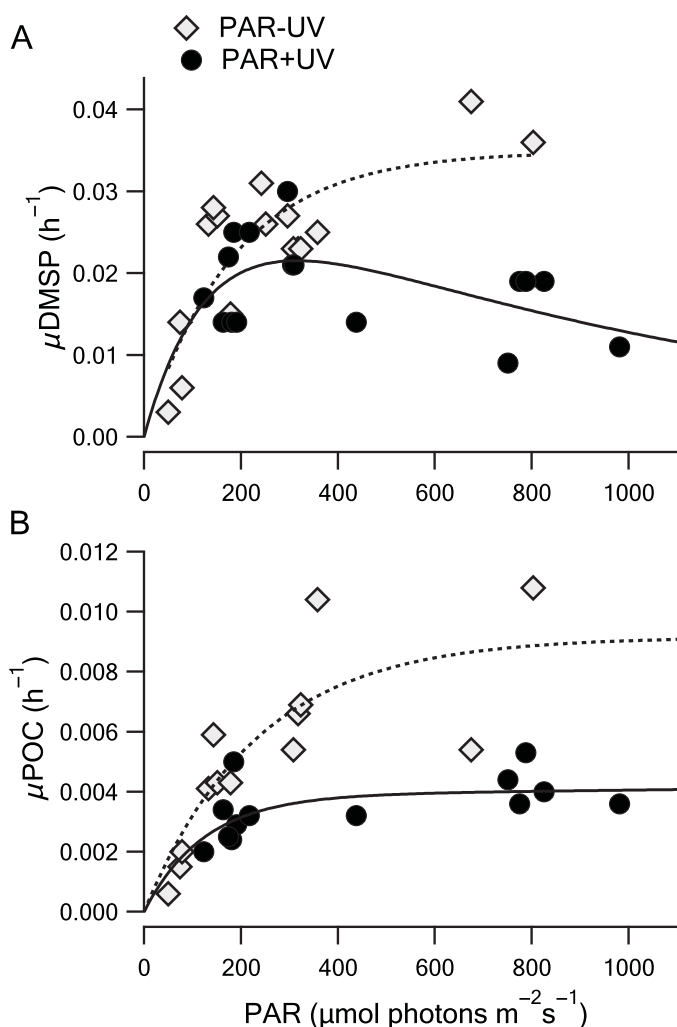 A
PAR-UV
PAR+UV
0.04
0.03
0.02
0.01
0.00
μDMSP (h⁻¹)
0 200 400 600 800 1000
B
0.012
0.010
0.008
0.006
0.004
0.002
0.000
μPOC (h⁻¹)
0 200 400 600 800 1000
PAR (μmol photons m⁻²s⁻¹)